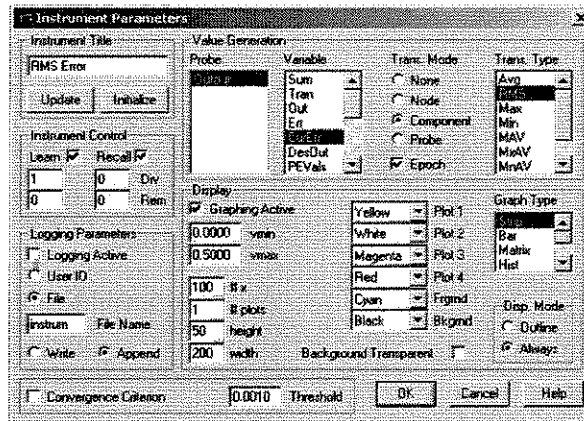 Instrument Parameters
Instrument Title
RMS Error
Update Initialize
Instrument Control
Learn Recall
1 0 Div
0 0 Rem
Logging Parameters
Logging Active
User IO
File
instrum File Name
Write Append
Value Generation
Probe
Variable
Sum
Tran
Out
Err
DesOut
PEVals
Trans. Mode
None
Node
Component
Probe
Epoch
Trans. Type
Avg
RMS
Max
Min
MAV
MxAV
MnAV
Display
Graphing Active
0.0000 vmin
0.5000 vmax
100 # x
1 # plots
50 height
200 width
Yellow Plot 1
White Plot 2
Magenta Plot 3
Red Plot 4
Cyan Frgrnd
Black Bkgrnd
Background Transparent
Graph Type
Strip
Bar
Matrix
Hist
Disp. Mode
Outline
Always
Convergence Criterion 0.0010 Threshold OK Cancel Help